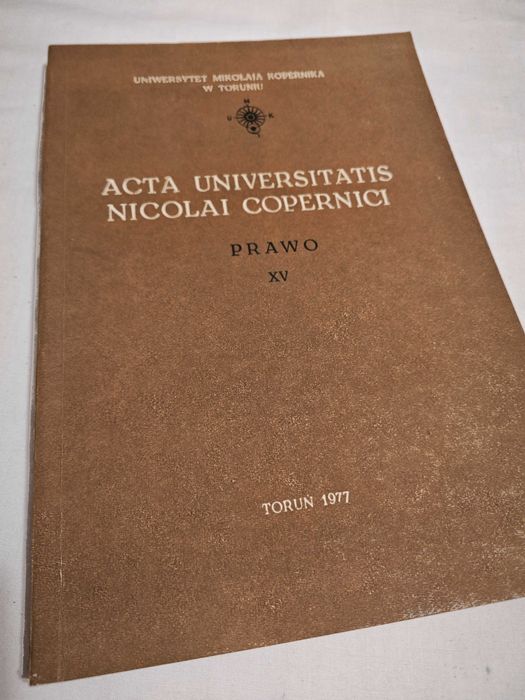 UNIWERSYTET MIKOŁAJA KOPERNIKA
W TORUNIU
M
U K
ACTA UNIVERSITATIS
NICOLAI COPERNICI
PRAWO
XV
TORUŃ 1977